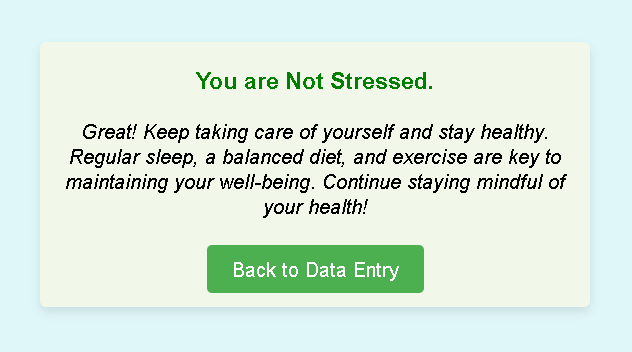 You are Not Stressed.
Great! Keep taking care of yourself and stay healthy.
Regular sleep, a balanced diet, and exercise are key to
maintaining your well-being. Continue staying mindful of
your health!
Back to Data Entry